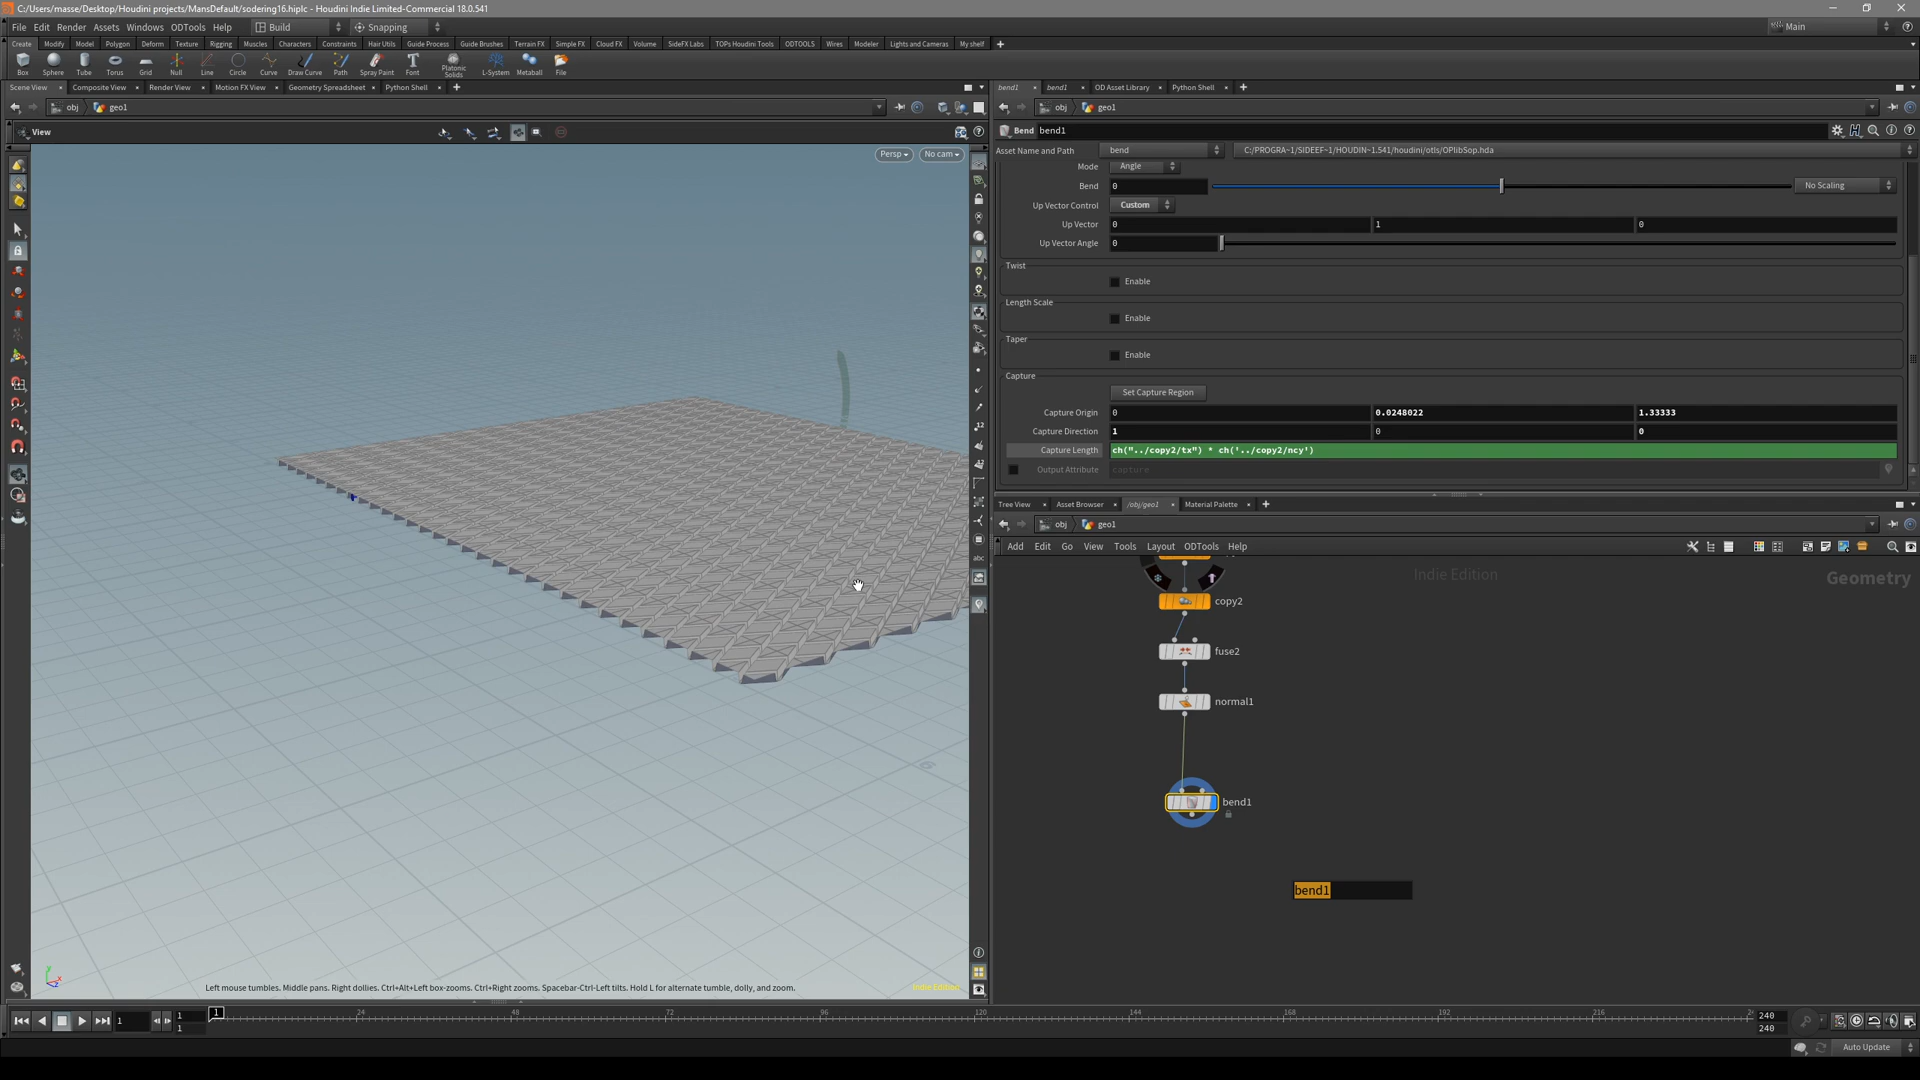 C:/Users/masse/Desktop/Houdini projects/MansDefault/sodering16.hiplc - Houdini Indie Limited-Commercial 18.0.541
File Edit Render Assets Windows ODTools Help Build Snapping Main
Create Modify Model Polygon Deform Texture Rigging Muscles Characters Constraints Hair Utils Guide Process Guide Brushes Terrain FX Simple FX Cloud FX Volume SideFX Labs TOPs Houdini Tools ODTOOLS Wires Modeler Lights and Cameras My shelf
Box Sphere Tube Torus Grid Null Line Circle Curve Draw Curve Path Spray Paint Font Platonic Solids L-System Metaball File
Scene View Composite View Render View Motion FX View Geometry Spreadsheet Python Shell
obj geo1
View
Persp No cam
Left mouse tumbles. Middle pans. Right dollies. Ctrl+Alt+Left box-zooms. Ctrl+Right zooms. Spacebar-Ctrl-Left tilts. Hold L for alternate tumble, dolly, and zoom.
Indie Edition
bend1 bend1 OD Asset Library Python Shell
obj geo1
Bend bend1
Asset Name and Path bend C:/PROGRA~1/SIDEEF~1/HOUDIN~1.541/houdini/otls/OPlibSop.hda
Mode Angle
Bend 0 No Scaling
Up Vector Control Custom
Up Vector 0 1 0
Up Vector Angle 0
Twist
Enable
Length Scale
Enable
Taper
Enable
Capture
Set Capture Region
Capture Origin 0 0.0248022 1.33333
Capture Direction 1 0 0
Capture Length ch("../copy2/tx") * ch('../copy2/ncy')
Output Attribute capture
Tree View Asset Browser /obj/geo1 Material Palette
obj geo1
Add Edit Go View Tools Layout ODTools Help
Indie Edition
Geometry
copy2
fuse2
normal1
bend1
bend1
1 1 1 1 24 48 72 96 120 144 168 192 216 240 240
Auto Update